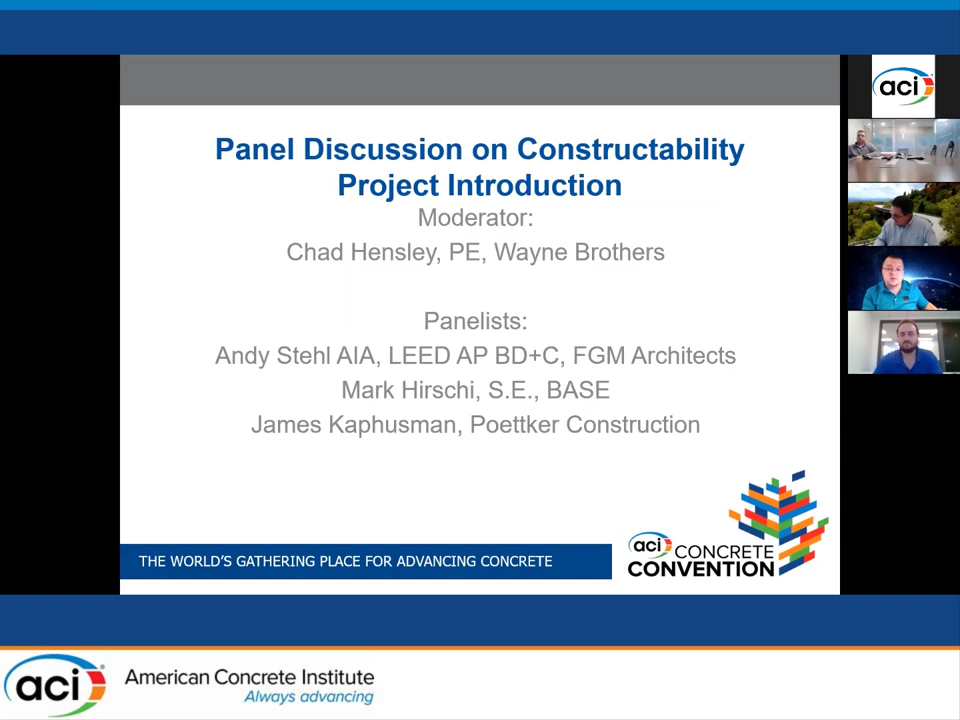 Panel Discussion on Constructability
Project Introduction
Moderator:
Chad Hensley, PE, Wayne Brothers
Panelists:
Andy Stehl AIA, LEED AP BD+C, FGM Architects
Mark Hirschi, S.E., BASE
James Kaphusman, Poettker Construction
THE WORLD'S GATHERING PLACE FOR ADVANCING CONCRETE
aci CONCRETE
CONVENTION
aci
aci American Concrete Institute
Always advancing